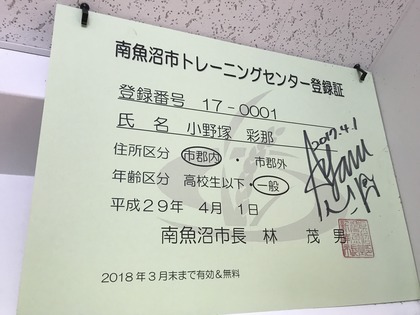 南魚沼市トレーニングセンター登録証
登録番号 17-0001
氏 名 小野塚 彩那
住所区分 市郡内・市郡外
年齢区分 高校生以下・一般
平成29年 4月 1日
南魚沼市長 林 茂 男
2018年3月末まで有効&無料
2017.4.1